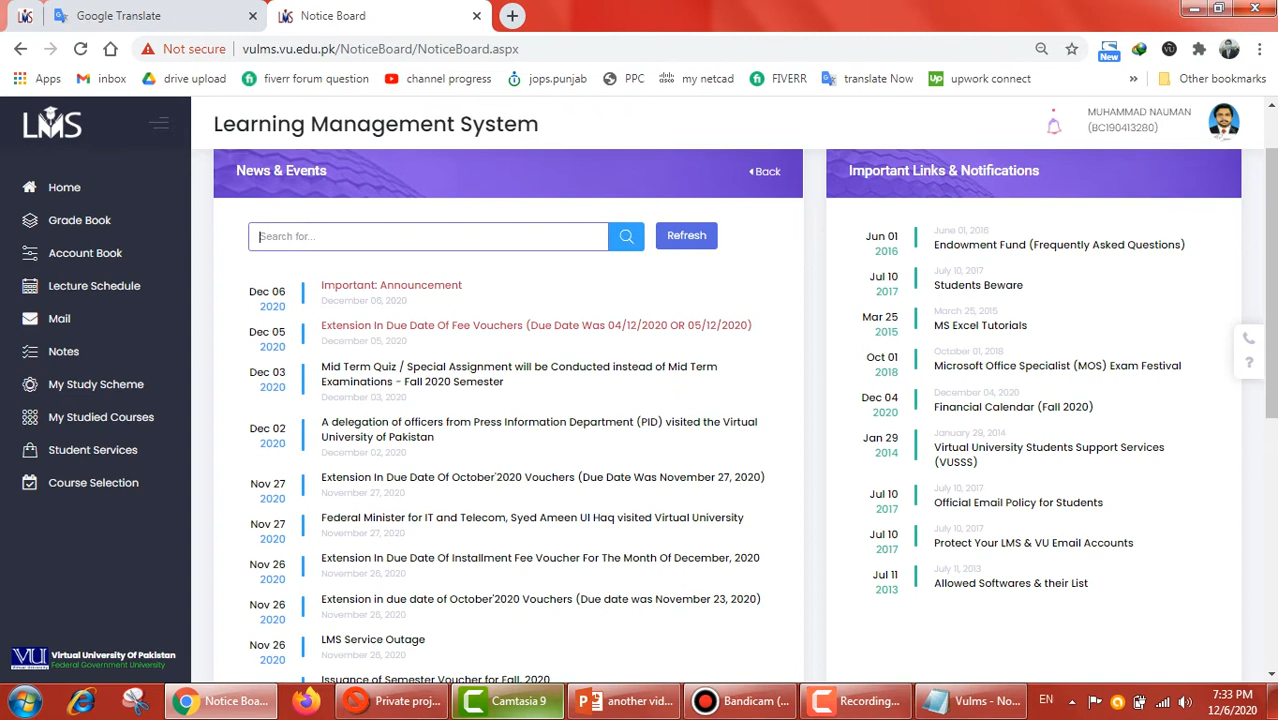 Google Translate
Notice Board
Not secure
vulms.vu.edu.pk/NoticeBoard/NoticeBoard.aspx
New
Apps
inbox
drive upload
fiverr forum question
channel progress
jops.punjab
PPC
my netcad
FIVERR
translate Now
upwork connect
»
Other bookmarks
LMS
Learning Management System
MUHAMMAD NAUMAN
(BC190413280)
Home
Grade Book
Account Book
Lecture Schedule
Mail
Notes
My Study Scheme
My Studied Courses
Student Services
Course Selection
VU Virtual University Of Pakistan
Federal Government University
News & Events
Back
Search for...
Refresh
Dec 06
2020
Important: Announcement
December 06, 2020
Dec 05
2020
Extension In Due Date Of Fee Vouchers (Due Date Was 04/12/2020 OR 05/12/2020)
December 05, 2020
Dec 03
2020
Mid Term Quiz / Special Assignment will be Conducted instead of Mid Term
Examinations - Fall 2020 Semester
December 03, 2020
Dec 02
2020
A delegation of officers from Press Information Department (PID) visited the Virtual
University of Pakistan
December 02, 2020
Nov 27
2020
Extension In Due Date Of October'2020 Vouchers (Due Date Was November 27, 2020)
November 27, 2020
Nov 27
2020
Federal Minister for IT and Telecom, Syed Ameen Ul Haq visited Virtual University
November 27, 2020
Nov 26
2020
Extension In Due Date Of Installment Fee Voucher For The Month Of December, 2020
November 26, 2020
Nov 26
2020
Extension in due date of October'2020 Vouchers (Due date was November 23, 2020)
November 26, 2020
Nov 26
2020
LMS Service Outage
November 26, 2020
Issuance of Semester Voucher for Fall, 2020
Important Links & Notifications
Jun 01
2016
June 01, 2016
Endowment Fund (Frequently Asked Questions)
Jul 10
2017
July 10, 2017
Students Beware
Mar 25
2015
March 25, 2015
MS Excel Tutorials
Oct 01
2018
October 01, 2018
Microsoft Office Specialist (MOS) Exam Festival
Dec 04
2020
December 04, 2020
Financial Calendar (Fall 2020)
Jan 29
2014
January 29, 2014
Virtual University Students Support Services
(VUSSS)
Jul 10
2017
July 10, 2017
Official Email Policy for Students
Jul 10
2017
July 10, 2017
Protect Your LMS & VU Email Accounts
Jul 11
2013
July 11, 2013
Allowed Softwares & their List
Notice Boa...
Private proj...
Camtasia 9
another vid...
Bandicam (...
Recording...
Vulms - No...
EN
7:33 PM
12/6/2020